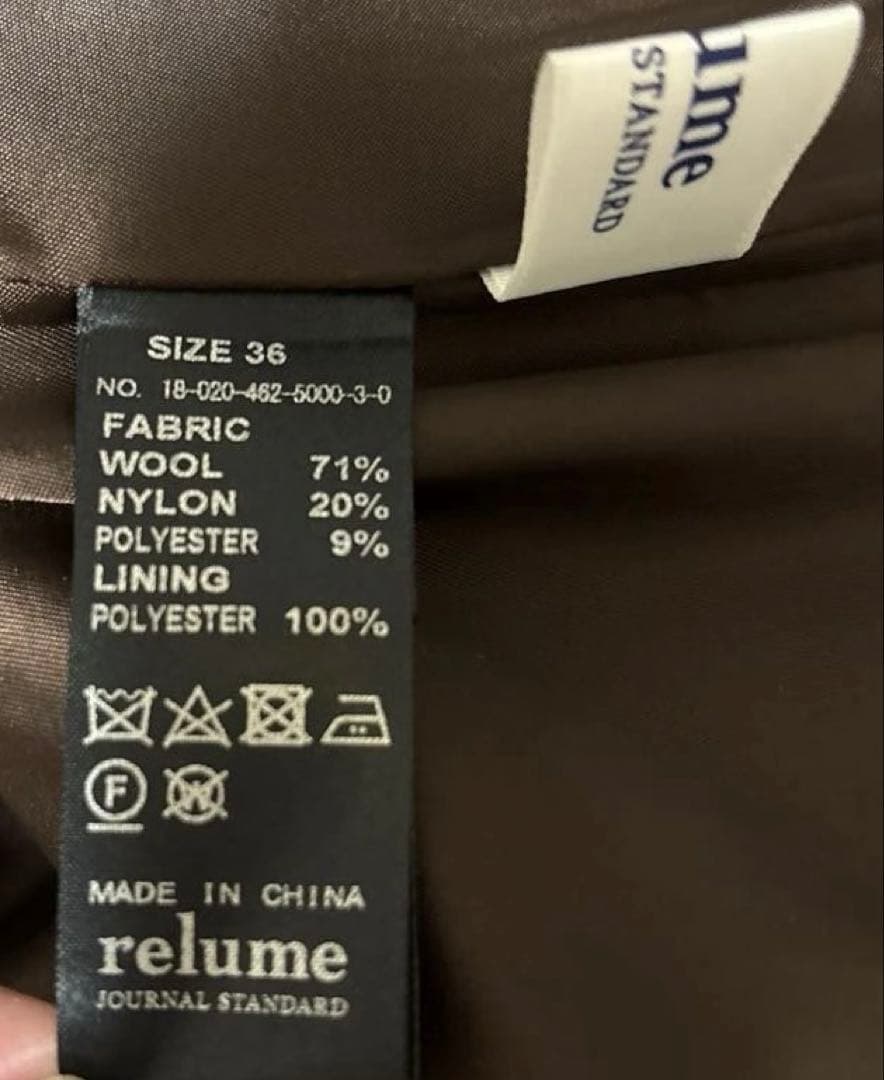 ume
STANDARD
SIZE 36
NO. 18-020-462-5000-3-0
FABRIC
WOOL 71%
NYLON 20%
POLYESTER 9%
LINING
POLYESTER 100%
F W
MADE IN CHINA
relume
JOURNAL STANDARD